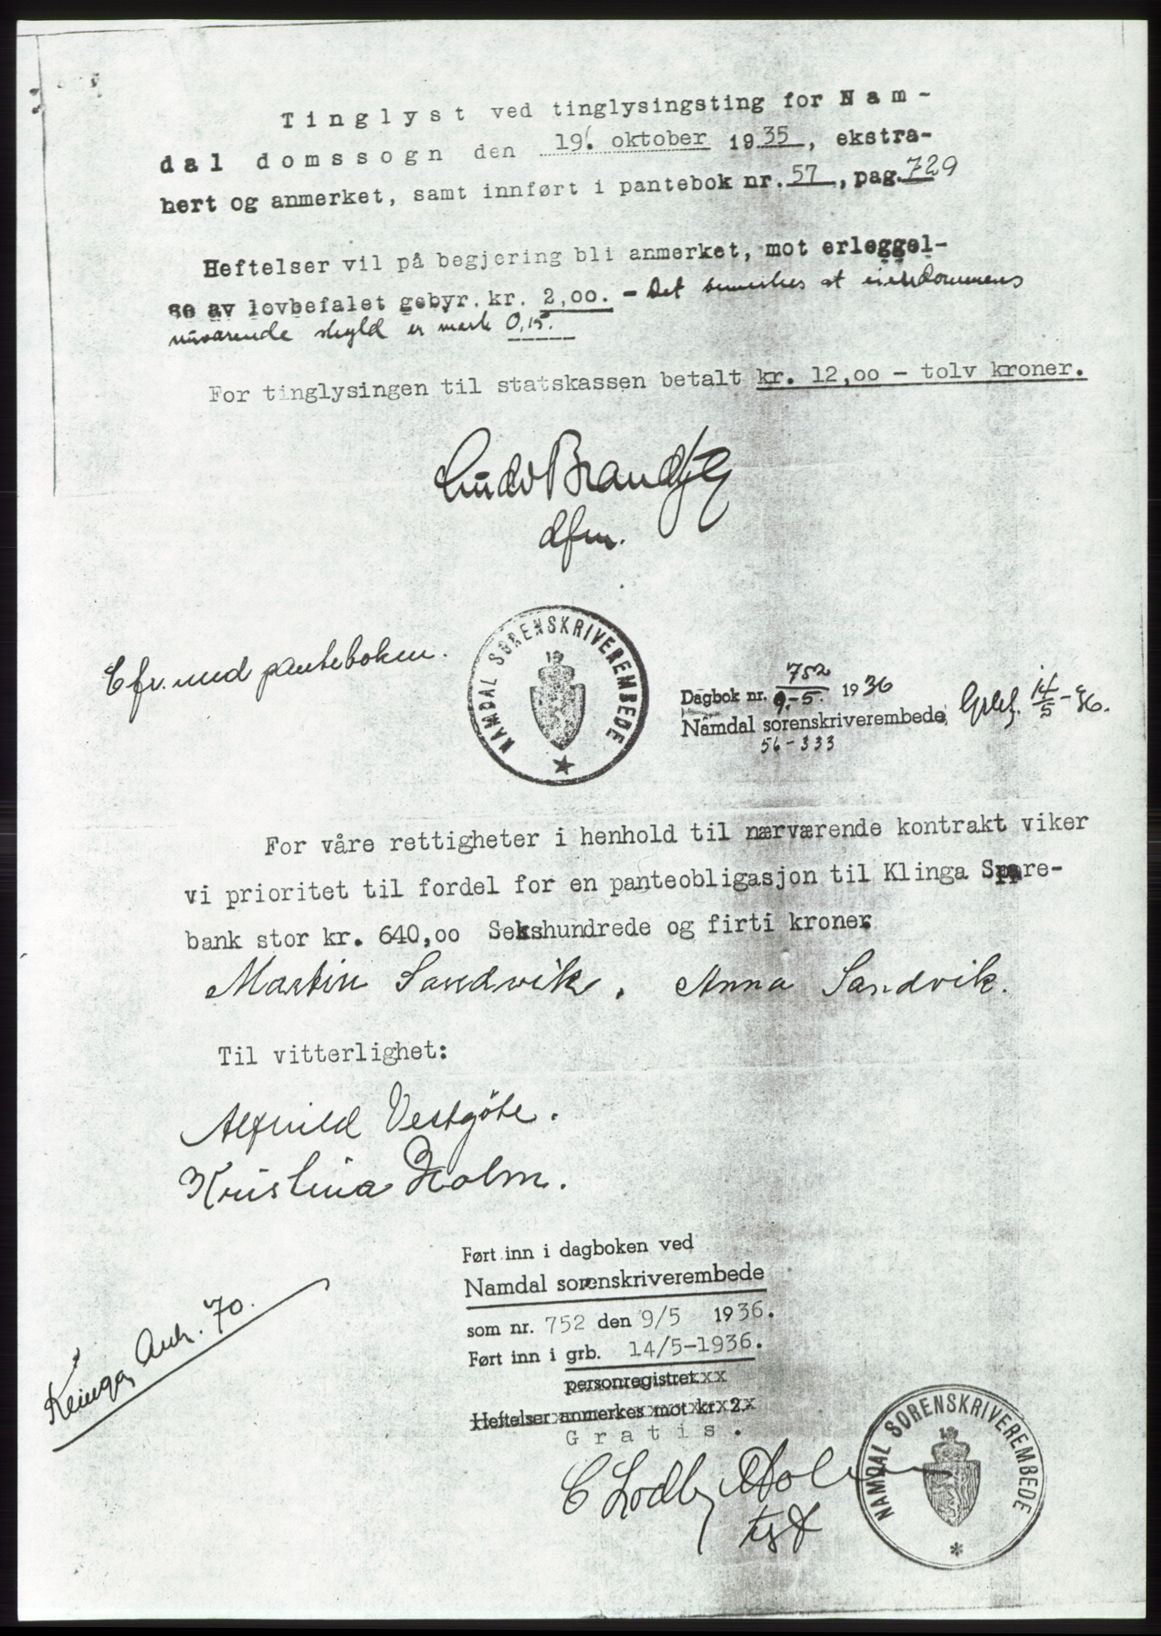 Tinglyst ved tinglysingsting for Nam-
dal domssogn den 19. oktober 1935, ekstra-
hert og anmerket, samt innført i pantebok nr. 57, pag. 729
Heftelser vil på begjering bli anmerket, mot erleggel-
se av lovbefalet gebyr. kr. 2,00. - Det bemerkes at eiendommens
nuværende skyld er mark 0,15.
For tinglysingen til statskassen betalt kr. 12,00 - tolv kroner.
dfm.
NAMDAL SORENSKRIVEREMBEDE
Efr. med panteboken.
Dagbok nr. 752 9.-5. 1936
Namdal sorenskriverembede, 14/5-36.
56-333
For våre rettigheter i henhold til nærværende kontrakt viker
vi prioritet til fordel for en panteobligasjon til Klinga Spare-
bank stor kr. 640,00 Sekshundrede og firti kroner.
Martin Sandvik. Anna Sandvik.
Til vitterlighet:
Alfhild Vestgöte.
Kristina Holm.
Ført inn i dagboken ved
Namdal sorenskriverembede
som nr. 752 den 9/5 1936.
Ført inn i grb. 14/5-1936.
personregistret xx
Heftelser anmerkes mot kr. 2.
Gratis.
Klinga, Anh. 70.
NAMDAL SORENSKRIVEREMBEDE